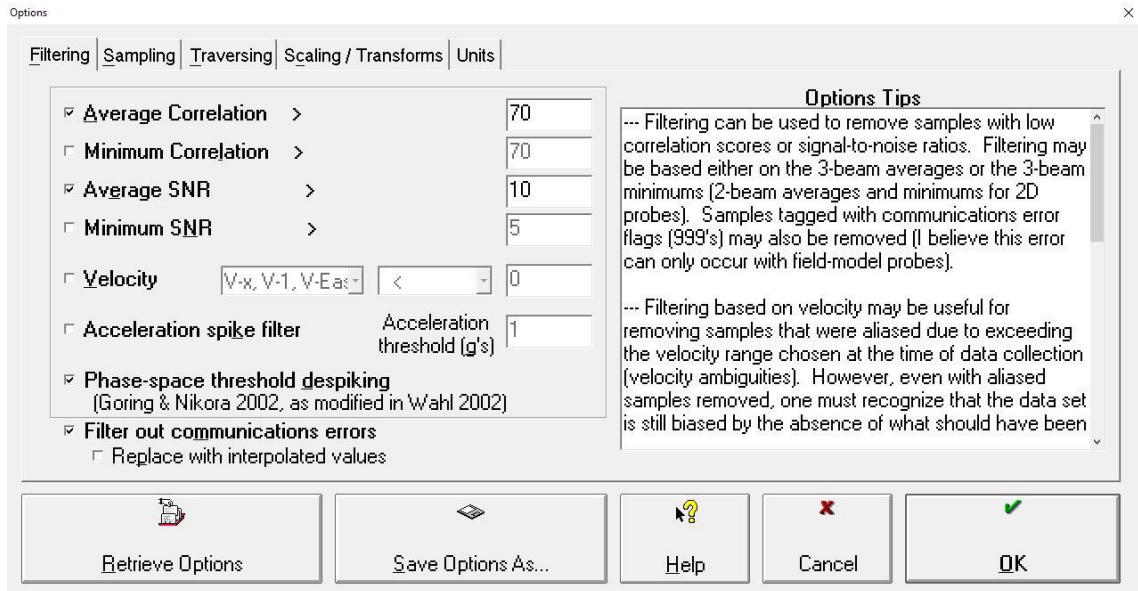 Options
Filtering Sampling Traversing Scaling / Transforms Units
Average Correlation > 70
Minimum Correlation > 70
Average SNR > 10
Minimum SNR > 5
Velocity V-x, V-1, V-Eas < 0
Acceleration spike filter Acceleration threshold (g's) 1
Phase-space threshold despiking
(Goring & Nikora 2002, as modified in Wahl 2002)
Filter out communications errors
Replace with interpolated values
Options Tips
--- Filtering can be used to remove samples with low
correlation scores or signal-to-noise ratios. Filtering may
be based either on the 3-beam averages or the 3-beam
minimums (2-beam averages and minimums for 2D
probes). Samples tagged with communications error
flags (999's) may also be removed (I believe this error
can only occur with field-model probes).
--- Filtering based on velocity may be useful for
removing samples that were aliased due to exceeding
the velocity range chosen at the time of data collection
(velocity ambiguities). However, even with aliased
samples removed, one must recognize that the data set
is still biased by the absence of what should have been
Retrieve Options
Save Options As...
Help
Cancel
OK